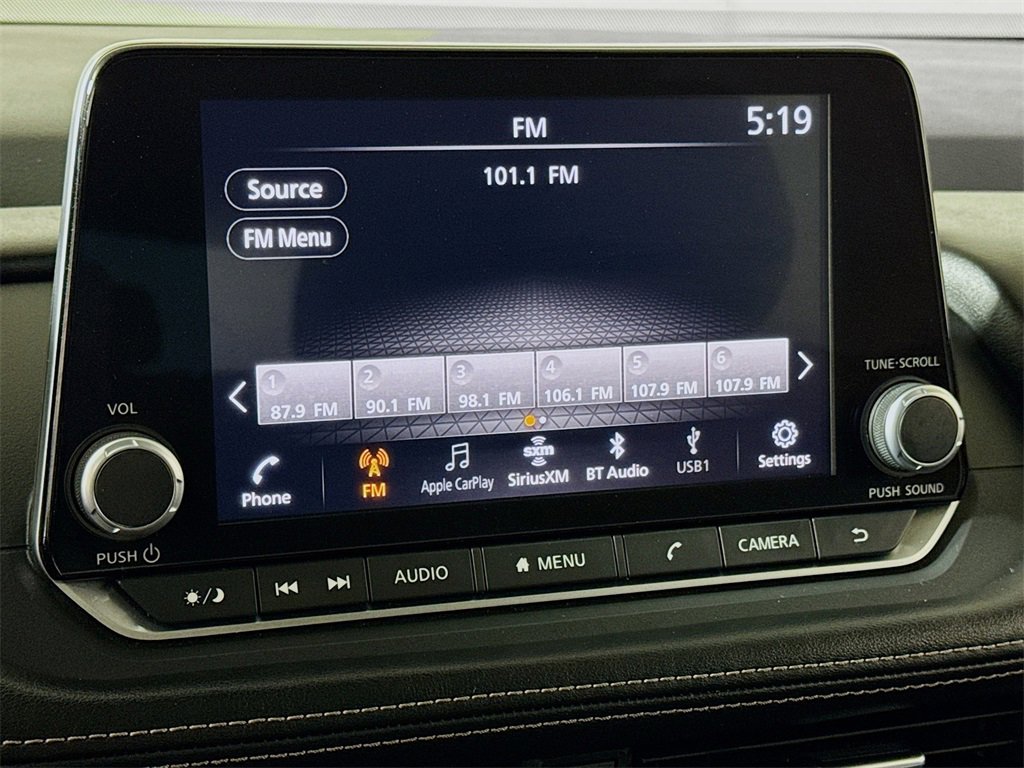 FM
5:19
101.1 FM
Source
FM Menu
1 87.9 FM
2 90.1 FM
3 98.1 FM
4 106.1 FM
5 107.9 FM
6 107.9 FM
Phone
FM
Apple CarPlay
sxm
SiriusXM
BT Audio
USB1
Settings
VOL
PUSH
TUNE·SCROLL
PUSH SOUND
AUDIO
MENU
CAMERA